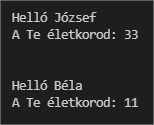 Helló József
A Te életkorod: 33
Helló Béla
A Te életkorod: 11